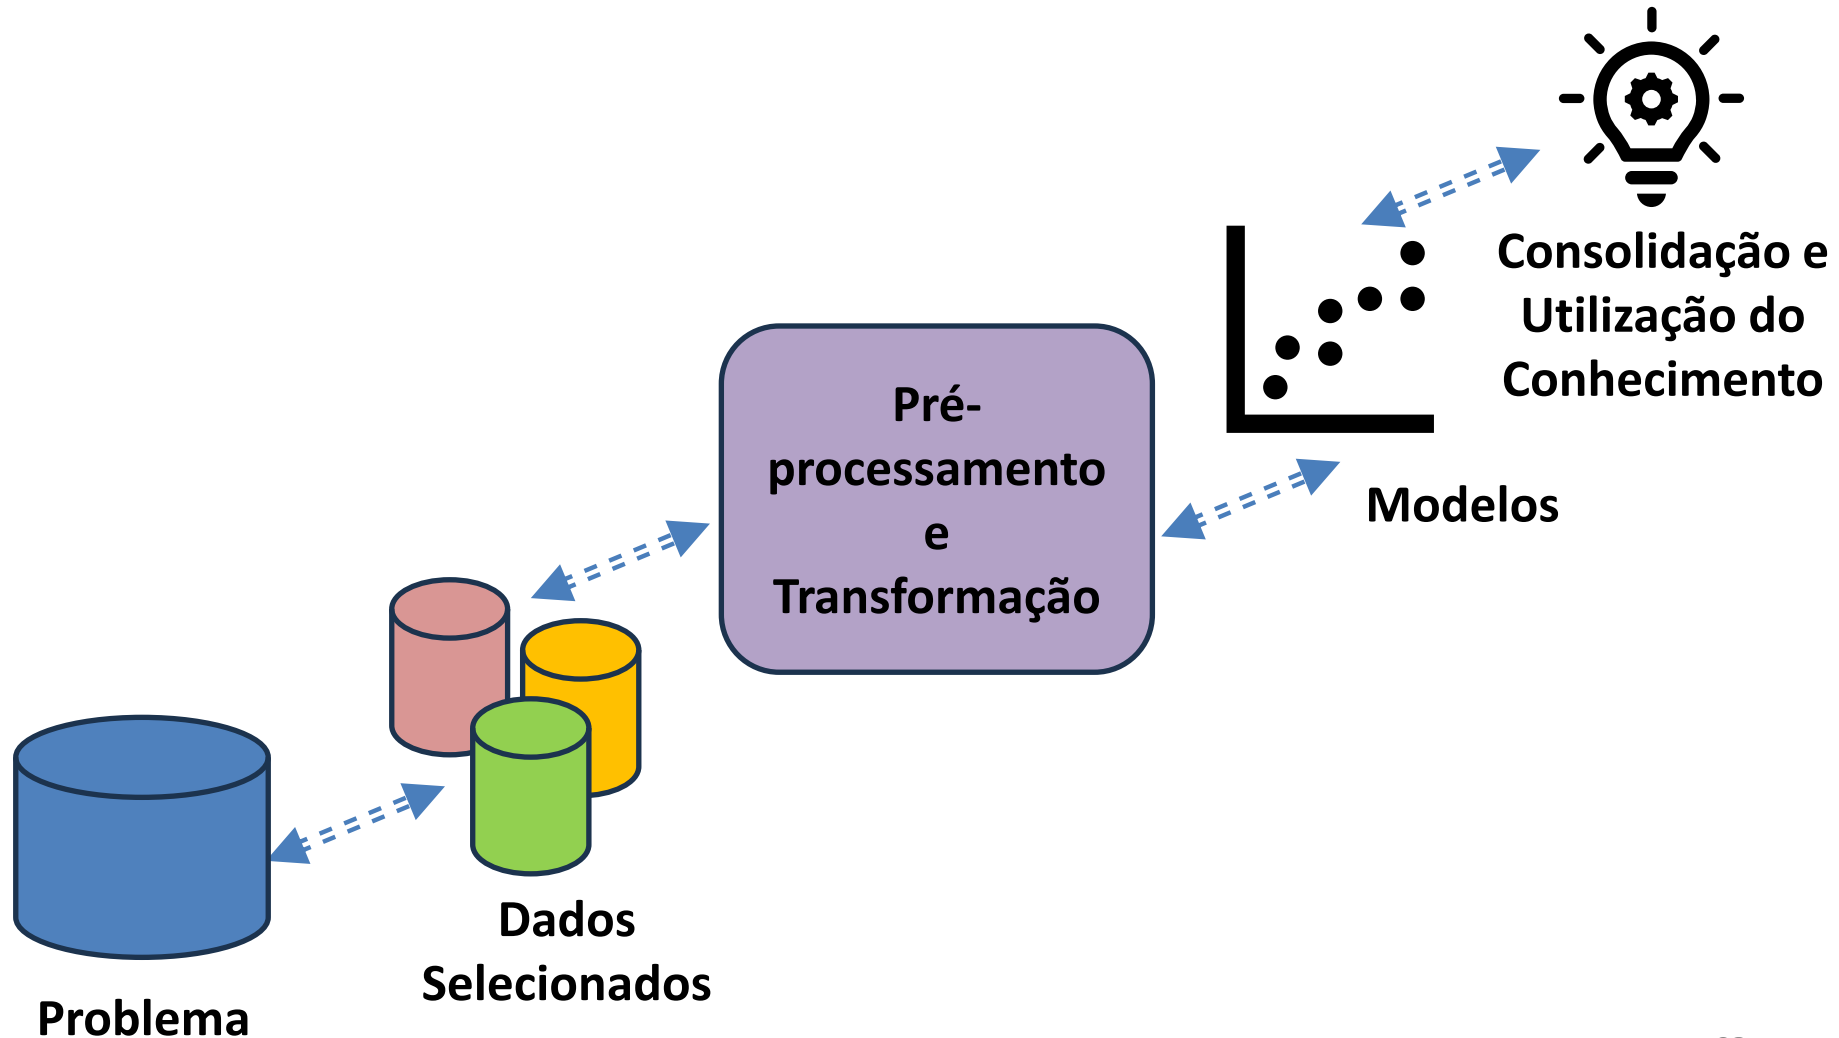 Consolidação e
Utilização do
Conhecimento
Pré-
processamento
e
Transformação
Modelos
Dados
Selecionados
Problema